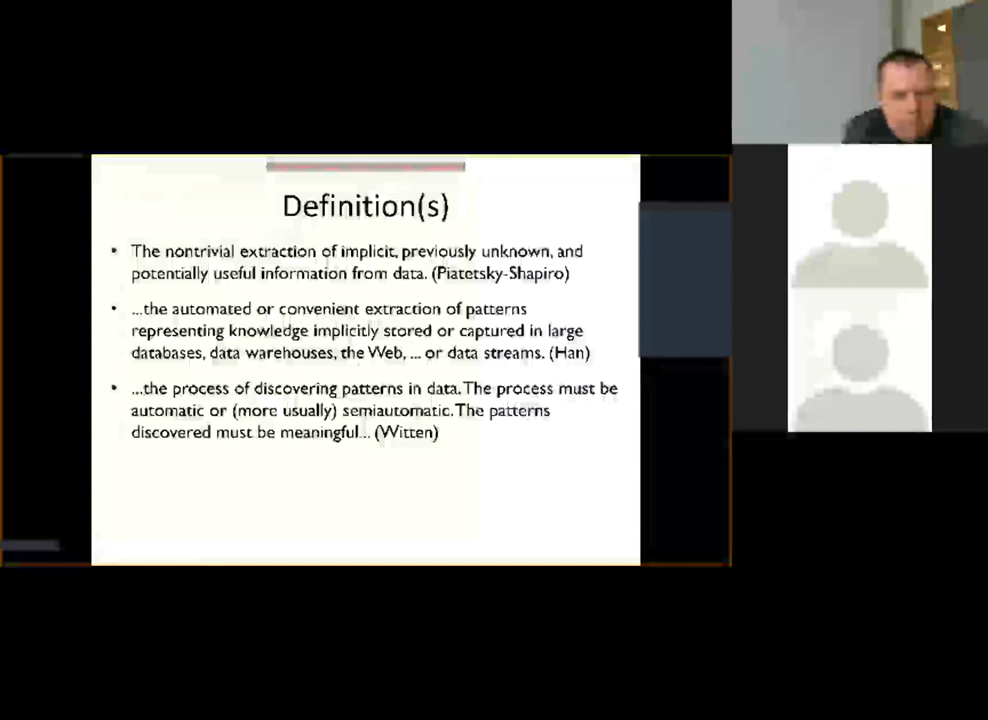 Definition(s)
• The nontrivial extraction of implicit, previously unknown, and
potentially useful information from data. (Piatetsky-Shapiro)
• ...the automated or convenient extraction of patterns
representing knowledge implicitly stored or captured in large
databases, data warehouses, the Web, ... or data streams. (Han)
• ...the process of discovering patterns in data. The process must be
automatic or (more usually) semiautomatic. The patterns
discovered must be meaningful... (Witten)